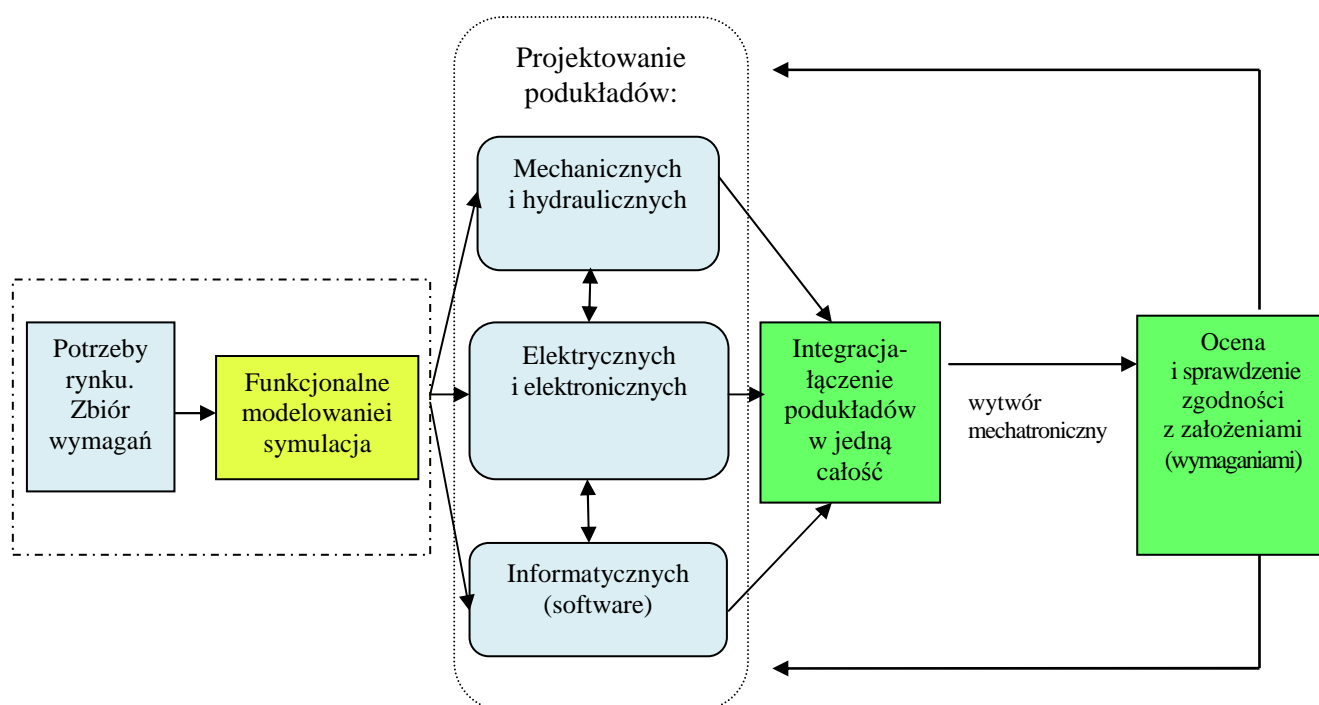 Projektowanie
podukładów:
Mechanicznych
i hydraulicznych
Potrzeby
rynku.
Zbiór
wymagań
Funkcjonalne
modelowaniei
symulacja
Elektrycznych
i elektronicznych
Integracja-
łączenie
podukładów
w jedną
całość
wytwór
mechatroniczny
Ocena
i sprawdzenie
zgodności
z założeniami
(wymaganiami)
Informatycznych
(software)